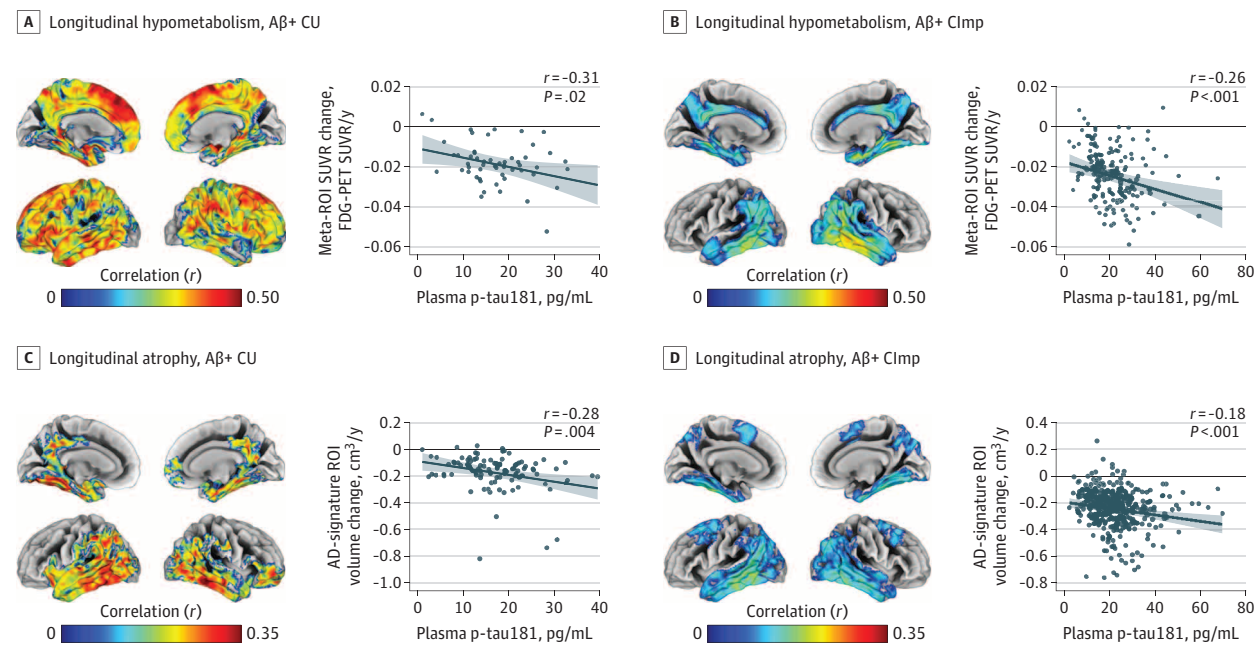 A Longitudinal hypometabolism, Aβ+ CU
Meta-ROI SUVR change,
FDG-PET SUVR/y
0.02
0
-0.02
-0.04
-0.06
r = -0.31
P = .02
0 10 20 30 40
Plasma p-tau181, pg/mL
Correlation (r)
0 0.50
B Longitudinal hypometabolism, Aβ+ CImp
Meta-ROI SUVR change,
FDG-PET SUVR/y
0.02
0
-0.02
-0.04
-0.06
r = -0.26
P <.001
0 20 40 60 80
Plasma p-tau181, pg/mL
Correlation (r)
0 0.50
C Longitudinal atrophy, Aβ+ CU
AD-signature ROI
volume change, cm³/y
0.2
0
-0.2
-0.4
-0.6
-0.8
-1.0
r = -0.28
P = .004
0 10 20 30 40
Plasma p-tau181, pg/mL
Correlation (r)
0 0.35
D Longitudinal atrophy, Aβ+ CImp
AD-signature ROI
volume change, cm³/y
0.4
0.2
0
-0.2
-0.4
-0.6
-0.8
r = -0.18
P <.001
0 20 40 60 80
Plasma p-tau181, pg/mL
Correlation (r)
0 0.35